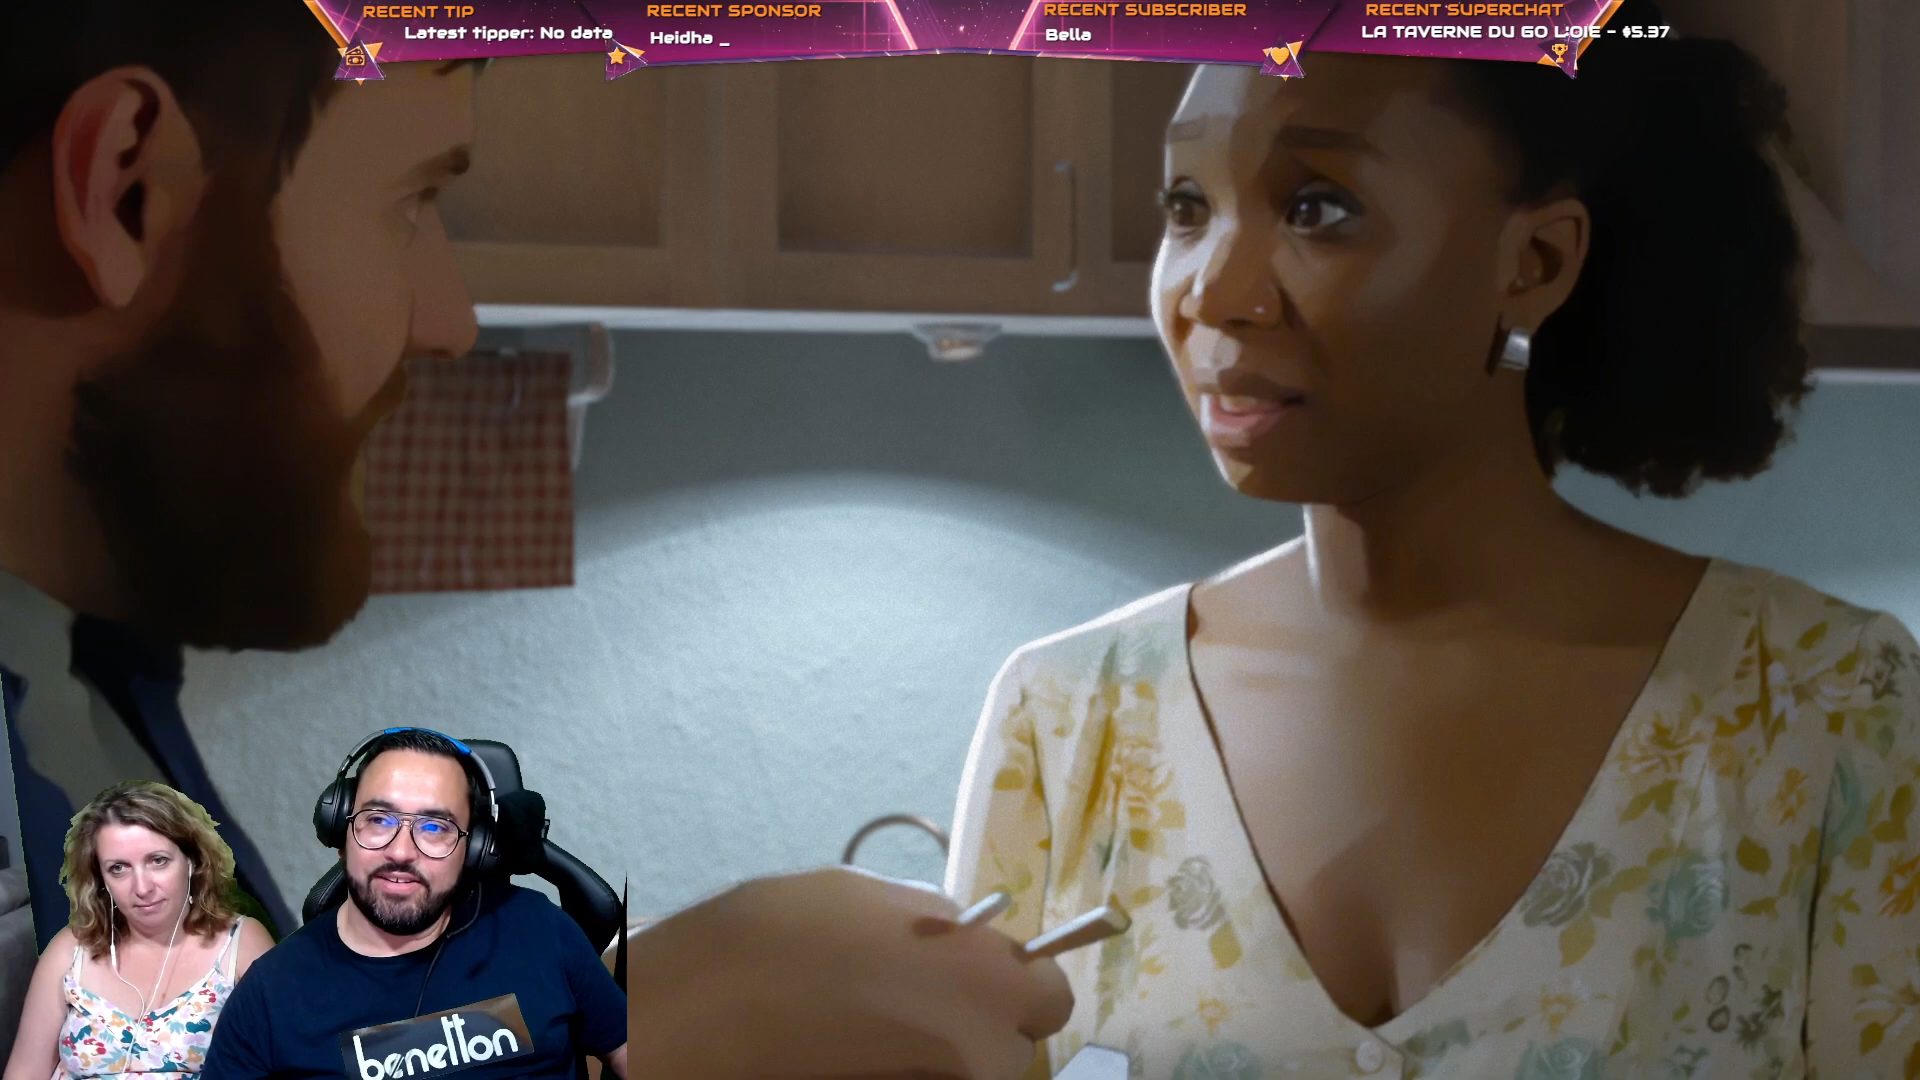 RECENT TIP
Latest tipper: No data
RECENT SPONSOR
Heidha _
RECENT SUBSCRIBER
Bella
RECENT SUPERCHAT
LA TAVERNE DU GO L'OIE - $5.37
benetton